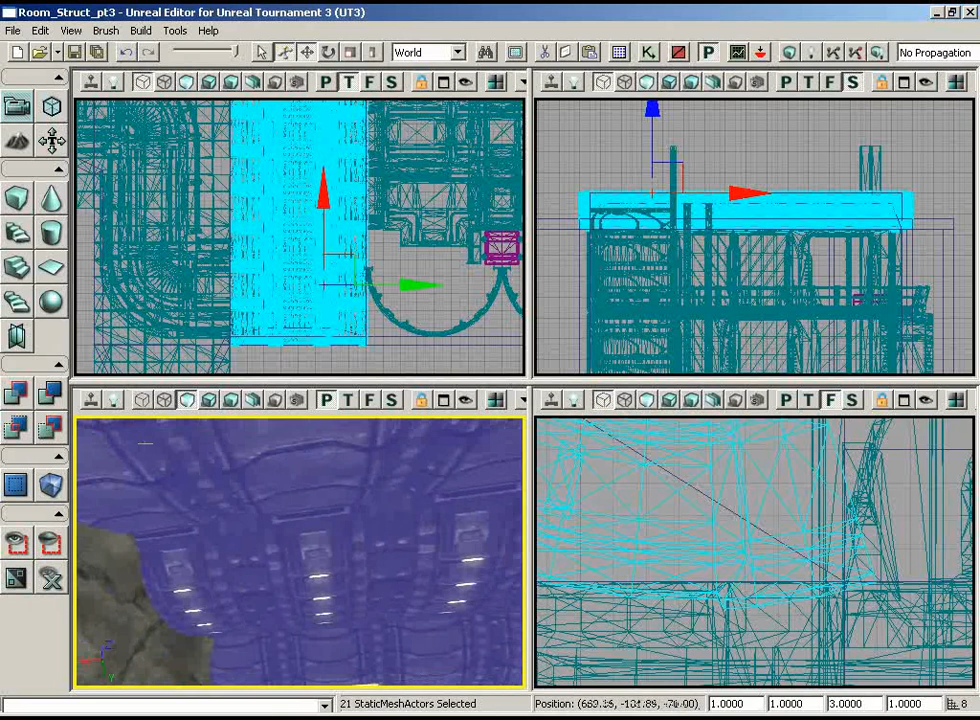 Room_Struct_pt3 - Unreal Editor for Unreal Tournament 3 (UT3)
File Edit View Brush Build Tools Help
World P No Propagation
P T F S P T F S
P T F S P T F S
21 StaticMeshActors Selected 1.0000 1.0000 3.0000 1.0000 8